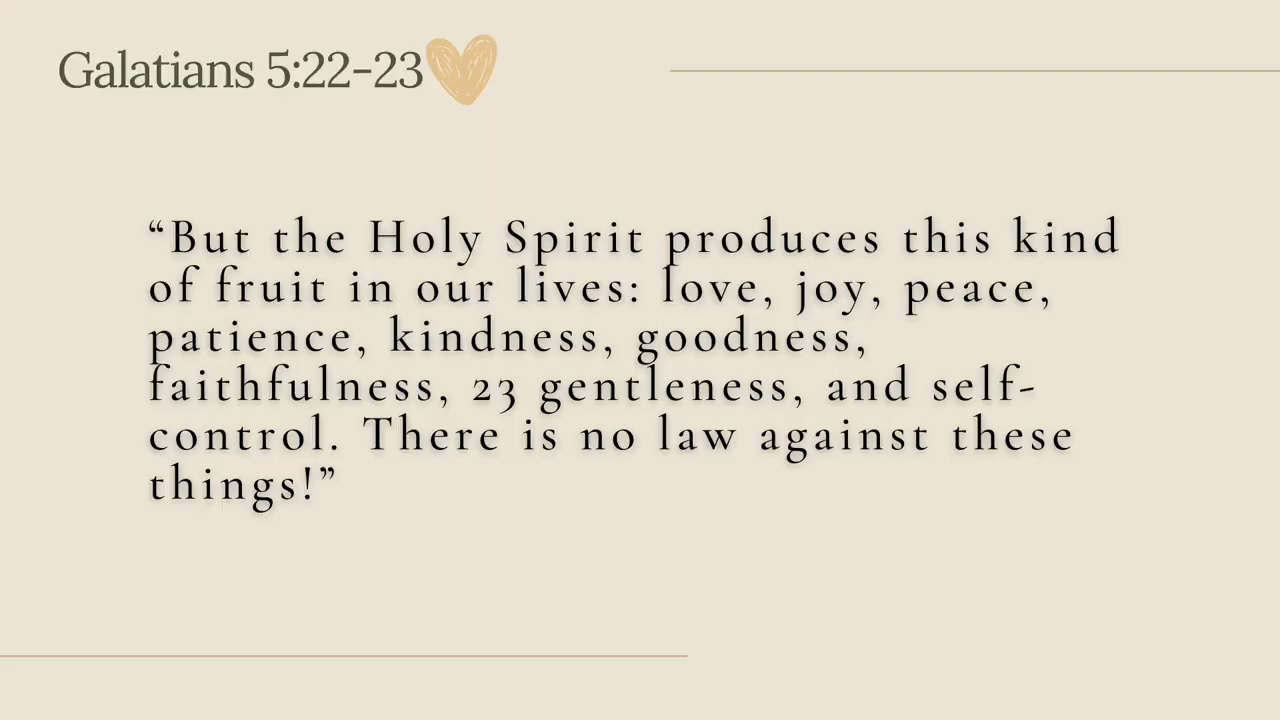 Galatians 5:22-23
“But the Holy Spirit produces this kind
of fruit in our lives: love, joy, peace,
patience, kindness, goodness,
faithfulness, 23 gentleness, and self-
control. There is no law against these
things!”